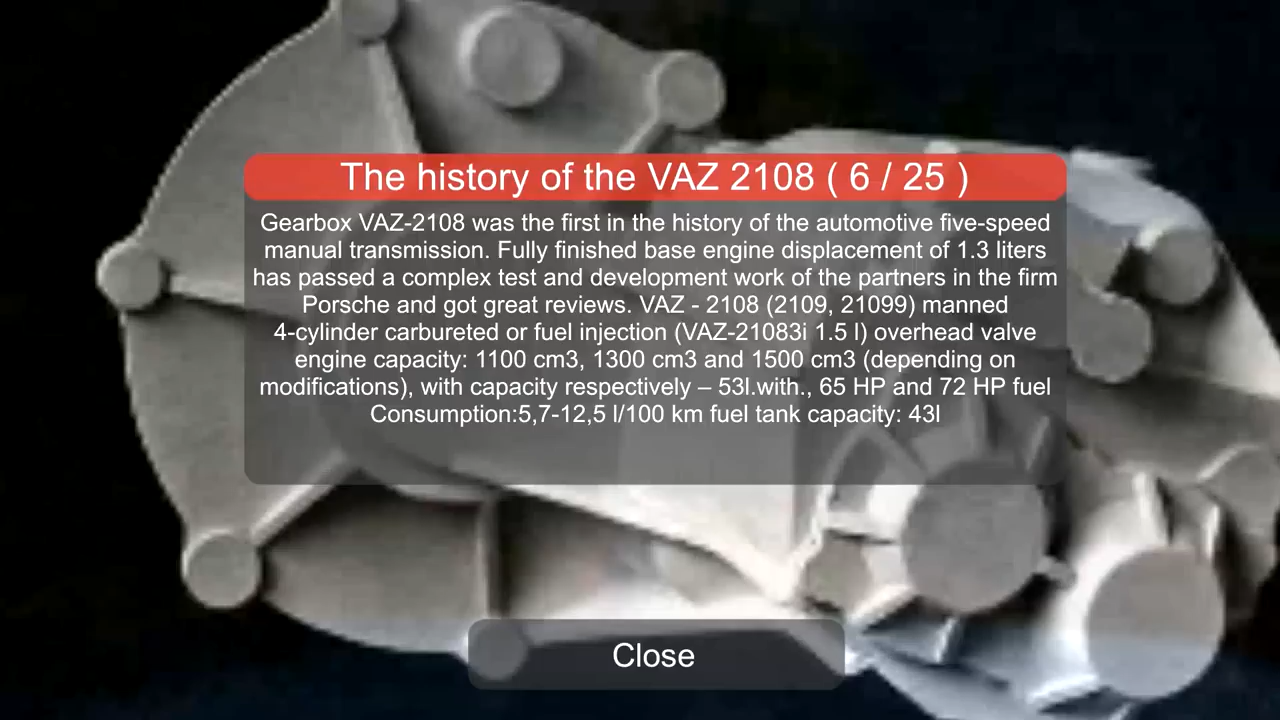 The history of the VAZ 2108 ( 6 / 25 )
Gearbox VAZ-2108 was the first in the history of the automotive five-speed
manual transmission. Fully finished base engine displacement of 1.3 liters
has passed a complex test and development work of the partners in the firm
Porsche and got great reviews. VAZ - 2108 (2109, 21099) manned
4-cylinder carbureted or fuel injection (VAZ-21083i 1.5 l) overhead valve
engine capacity: 1100 cm3, 1300 cm3 and 1500 cm3 (depending on
modifications), with capacity respectively – 53l.with., 65 HP and 72 HP fuel
Consumption:5,7-12,5 l/100 km fuel tank capacity: 43l
Close